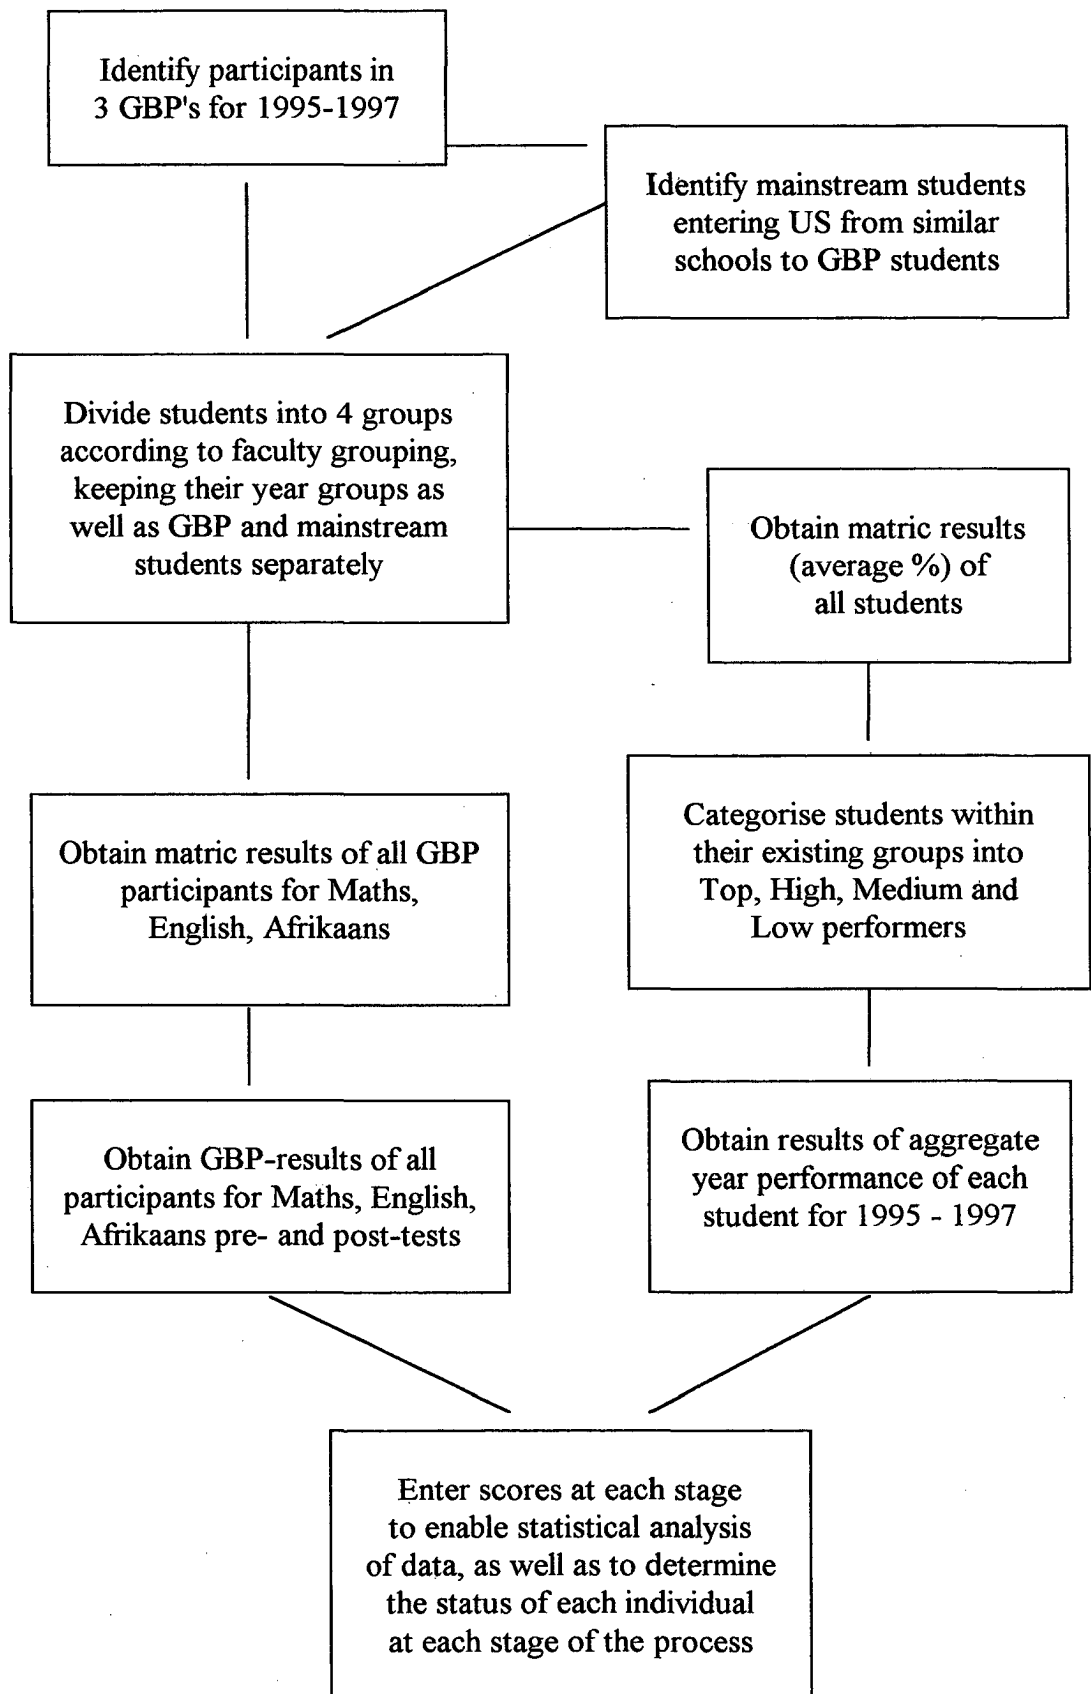 Identify participants in
3 GBP's for 1995-1997
Identify mainstream students
entering US from similar
schools to GBP students
Divide students into 4 groups
according to faculty grouping,
keeping their year groups as
well as GBP and mainstream
students separately
Obtain matric results
(average %) of
all students
Obtain matric results of all GBP
participants for Maths,
English, Afrikaans
Categorise students within
their existing groups into
Top, High, Medium and
Low performers
Obtain GBP-results of all
participants for Maths, English,
Afrikaans pre- and post-tests
Obtain results of aggregate
year performance of each
student for 1995 - 1997
Enter scores at each stage
to enable statistical analysis
of data, as well as to determine
the status of each individual
at each stage of the process